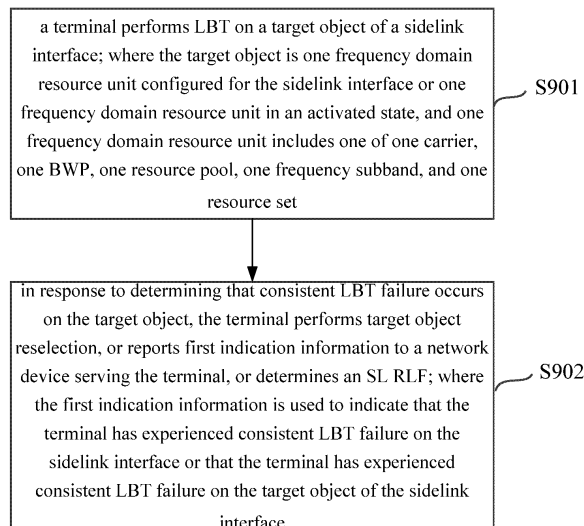 a terminal performs LBT on a target object of a sidelink
interface; where the target object is one frequency domain
resource unit configured for the sidelink interface or one
frequency domain resource unit in an activated state, and one
frequency domain resource unit includes one of one carrier,
one BWP, one resource pool, one frequency subband, and one
resource set
S901
in response to determining that consistent LBT failure occurs
on the target object, the terminal performs target object
reselection, or reports first indication information to a network
device serving the terminal, or determines an SL RLF; where
the first indication information is used to indicate that the
terminal has experienced consistent LBT failure on the
sidelink interface or that the terminal has experienced
consistent LBT failure on the target object of the sidelink
interface
S902